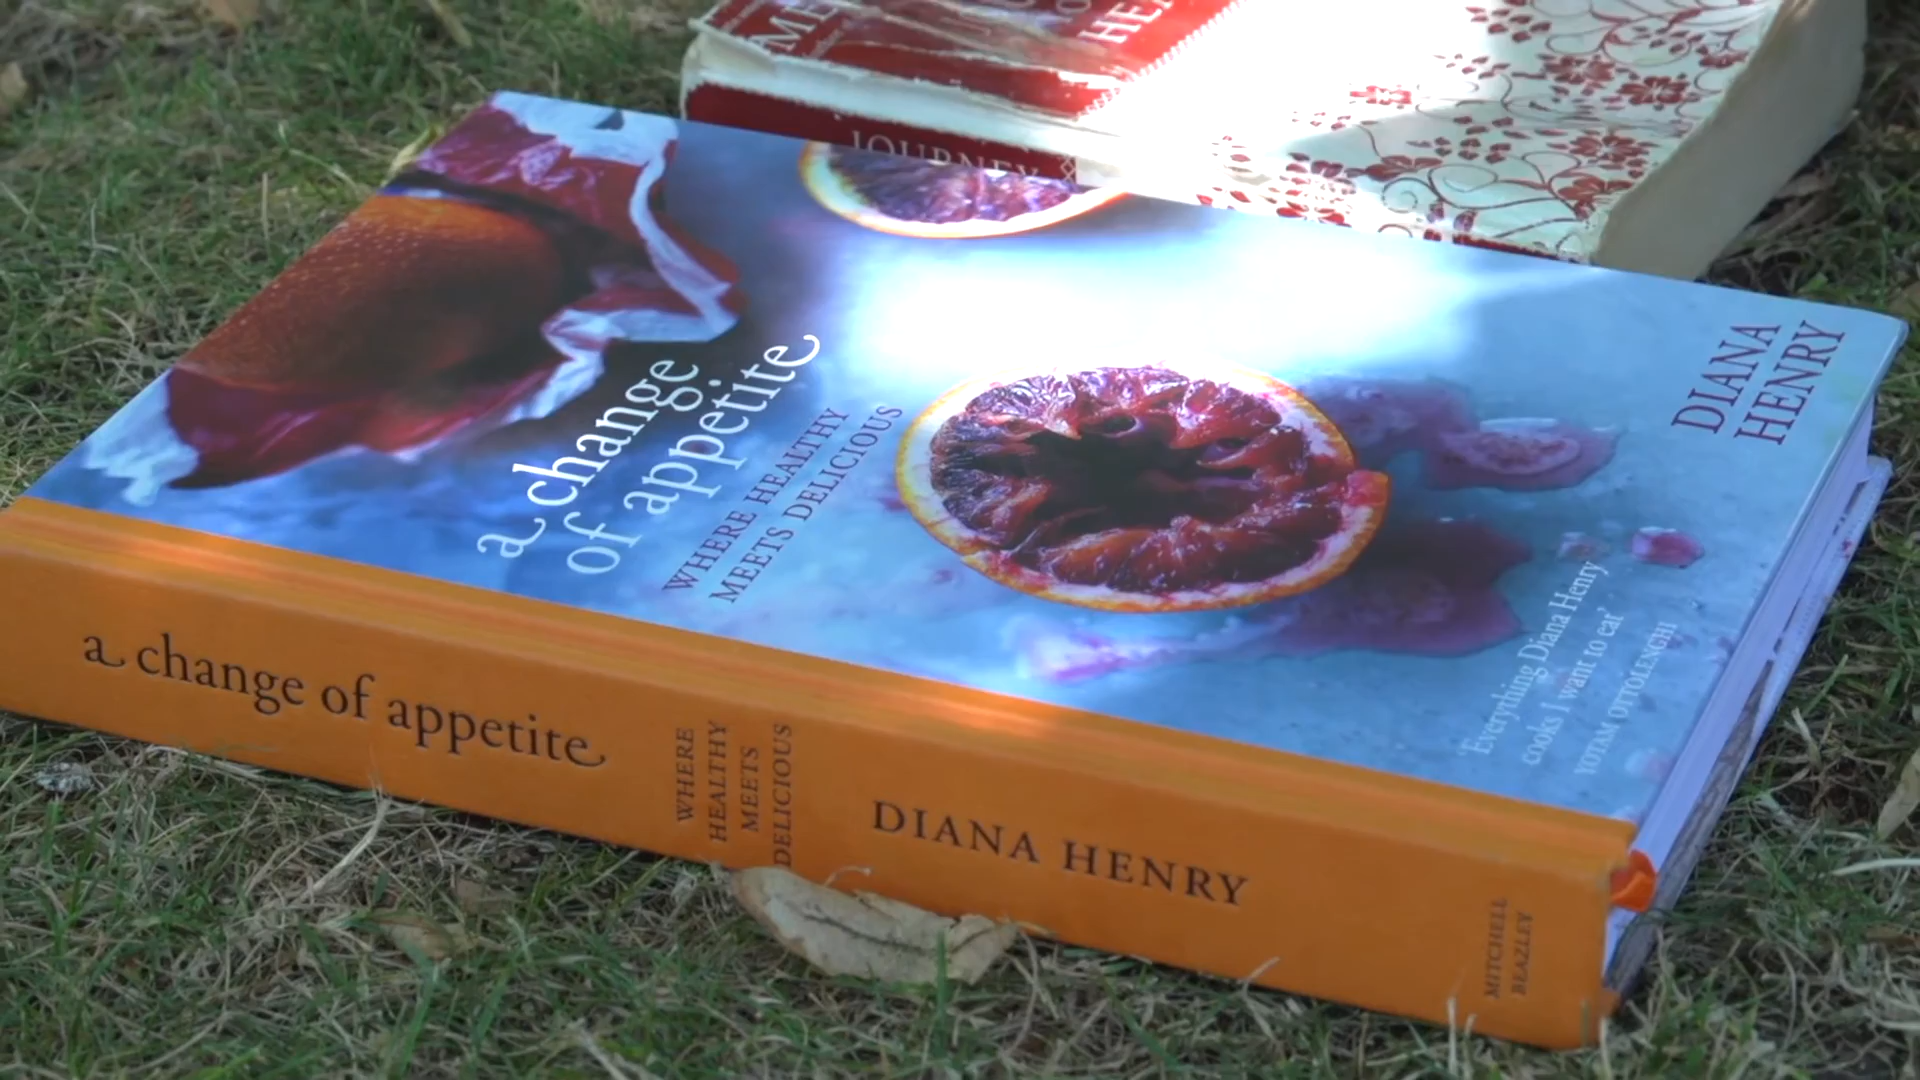 JOURNEY
a change
of appetite
WHERE HEALTHY
MEETS DELICIOUS
DIANA
HENRY
'Everything Diana Henry
cooks I want to eat'
YOTAM OTTOLENGHI
a change of appetite
WHERE
HEALTHY
MEETS
DELICIOUS
DIANA HENRY
MITCHELL
BEAZLEY